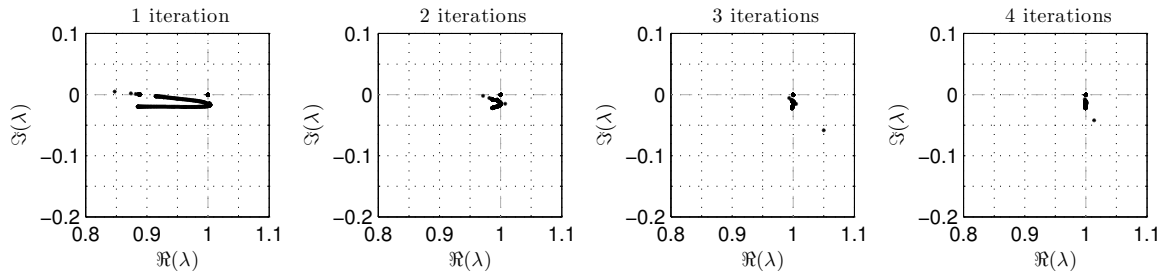 1 iteration
0.1
0
−0.1
−0.2
ℑ(λ)
0.8
0.9
1
1.1
ℜ(λ)
2 iterations
0.1
0
−0.1
−0.2
ℑ(λ)
0.8
0.9
1
1.1
ℜ(λ)
3 iterations
0.1
0
−0.1
−0.2
ℑ(λ)
0.8
0.9
1
1.1
ℜ(λ)
4 iterations
0.1
0
−0.1
−0.2
ℑ(λ)
0.8
0.9
1
1.1
ℜ(λ)